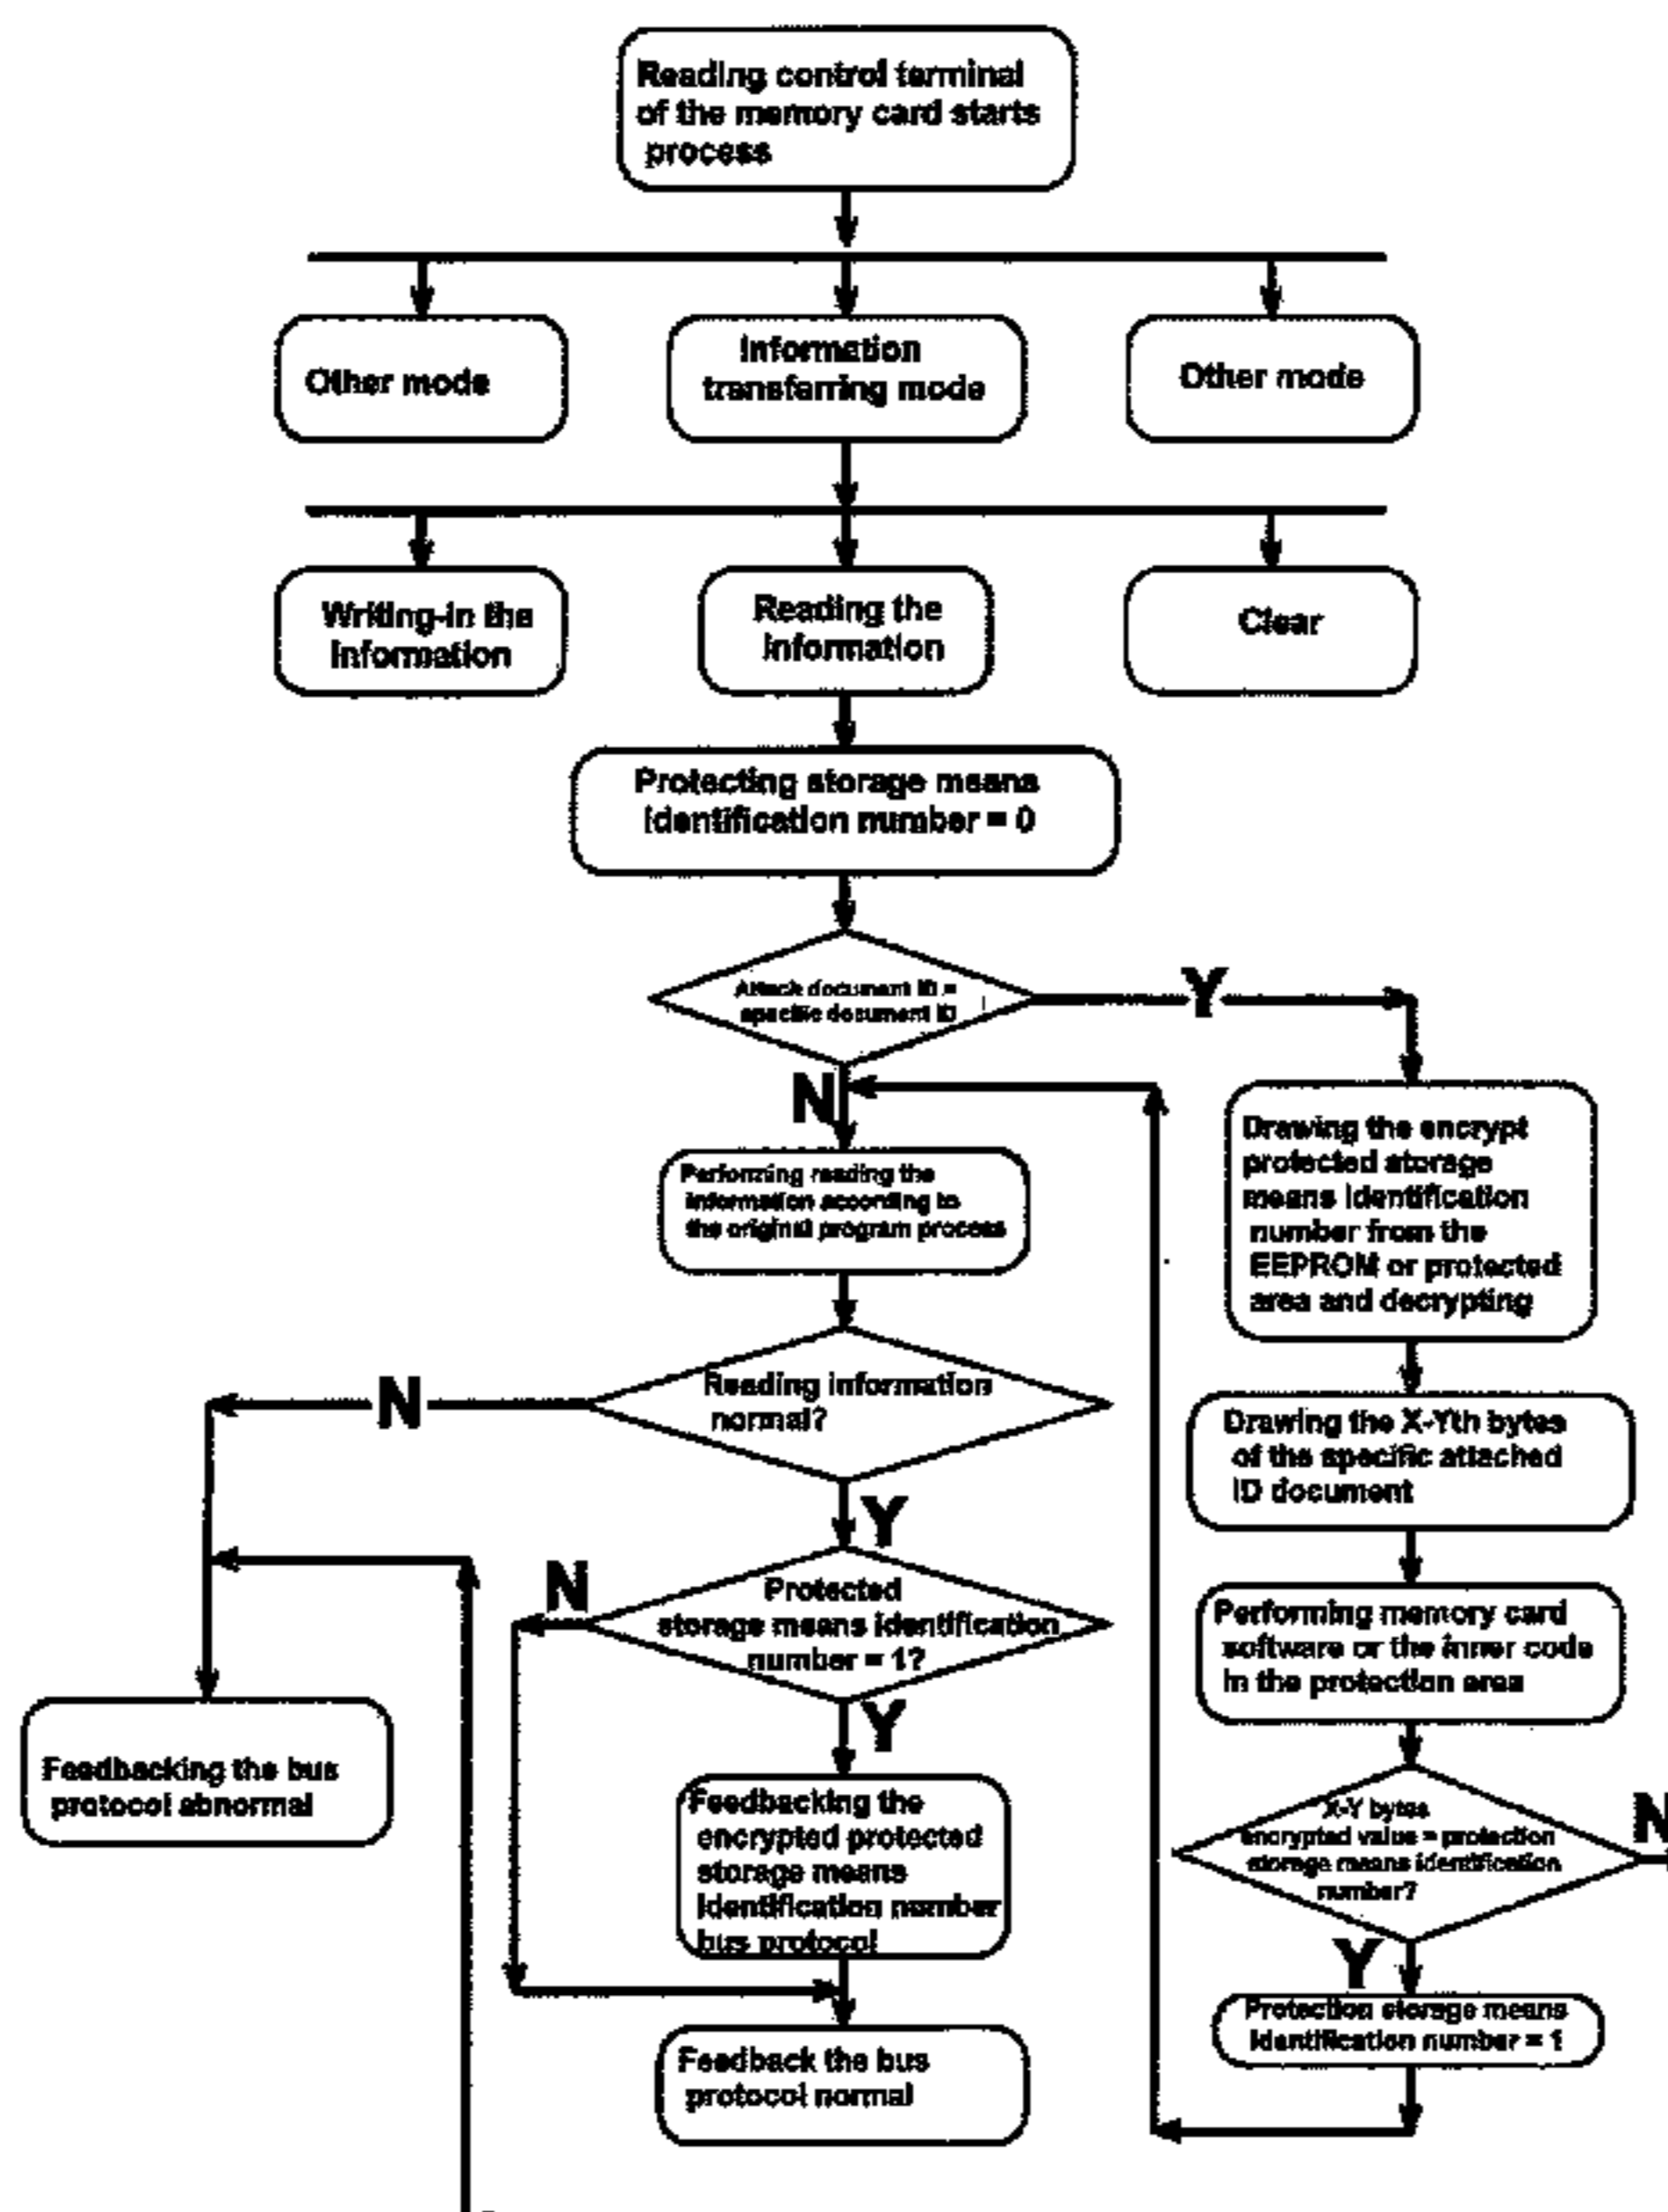 Reading control terminal
of the memory card starts
process
Other mode
Information
transferring mode
Other mode
Writing-in the
information
Reading the
information
Clear
Protecting storage means
identification number = 0
Attach document ID =
specific document ID
Y
N
Performing reading the
information according to
the original program process
Drawing the encrypt
protected storage
means identification
number from the
EEPROM or protected
area and decrypting
Reading information
normal?
N
Y
Drawing the X-Yth bytes
of the specific attached
ID document
Protected
storage means identification
number = 1?
N
Y
Performing memory card
software or the inner code
in the protection area
Feedbacking the bus
protocol abnormal
Feedbacking the
encrypted protected
storage means
identification number
bus protocol
X-Y bytes
encrypted value = protection
storage means identification
number?
N
Y
Protection storage means
identification number = 1
Feedback the bus
protocol normal